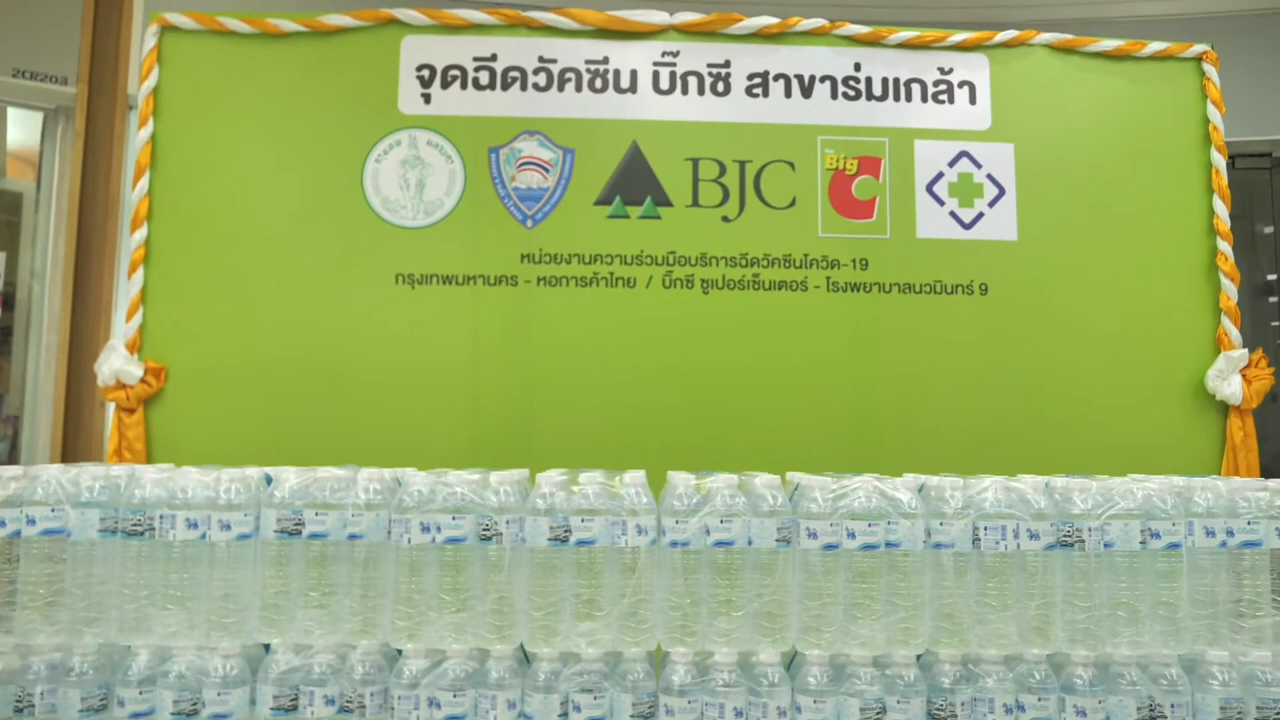 2CR203
จุดฉีดวัคซีน บิ๊กซี สาขาร่มเกล้า
BJC
Big C
หน่วยงานความร่วมมือบริการฉีดวัคซีนโควิด-19
กรุงเทพมหานคร - หอการค้าไทย / บิ๊กซี ซูเปอร์เซ็นเตอร์ - โรงพยาบาลนวมินทร์ 9